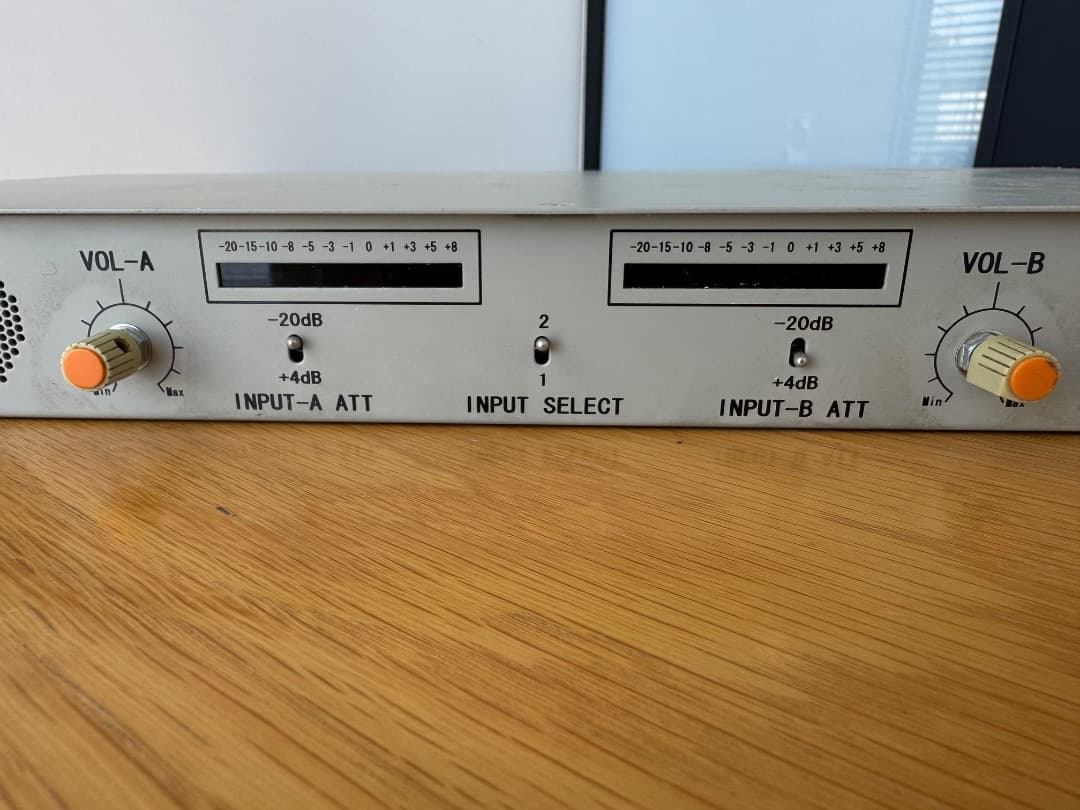 VOL-A
-20 -15 -10 -8 -5 -3 -1 0 +1 +3 +5 +8
-20 -15 -10 -8 -5 -3 -1 0 +1 +3 +5 +8
VOL-B
-20dB
2
-20dB
+4dB
1
+4dB
Max
Min
INPUT-A ATT
INPUT SELECT
INPUT-B ATT